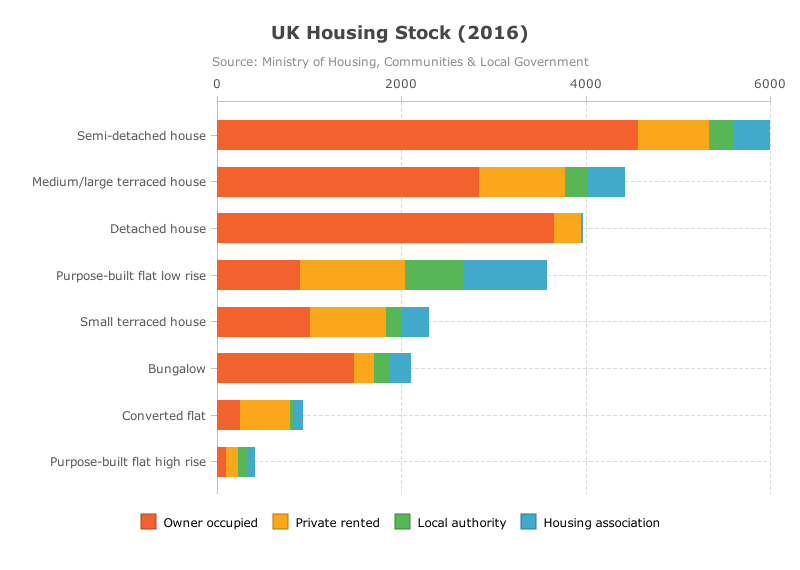 UK Housing Stock (2016)
Source: Ministry of Housing, Communities & Local Government
0 2000 4000 6000
Semi-detached house
Medium/large terraced house
Detached house
Purpose-built flat low rise
Small terraced house
Bungalow
Converted flat
Purpose-built flat high rise
Owner occupied Private rented Local authority Housing association